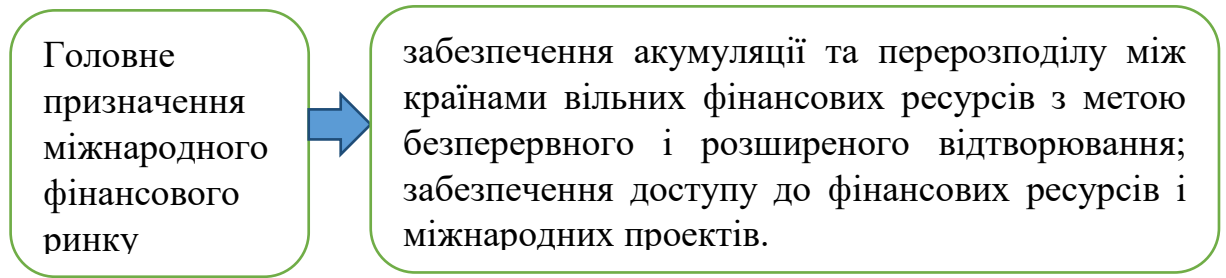 Головне
призначення
міжнародного
фінансового
ринку
забезпечення акумуляції та перерозподілу між
країнами вільних фінансових ресурсів з метою
безперервного і розширеного відтворювання;
забезпечення доступу до фінансових ресурсів і
міжнародних проектів.